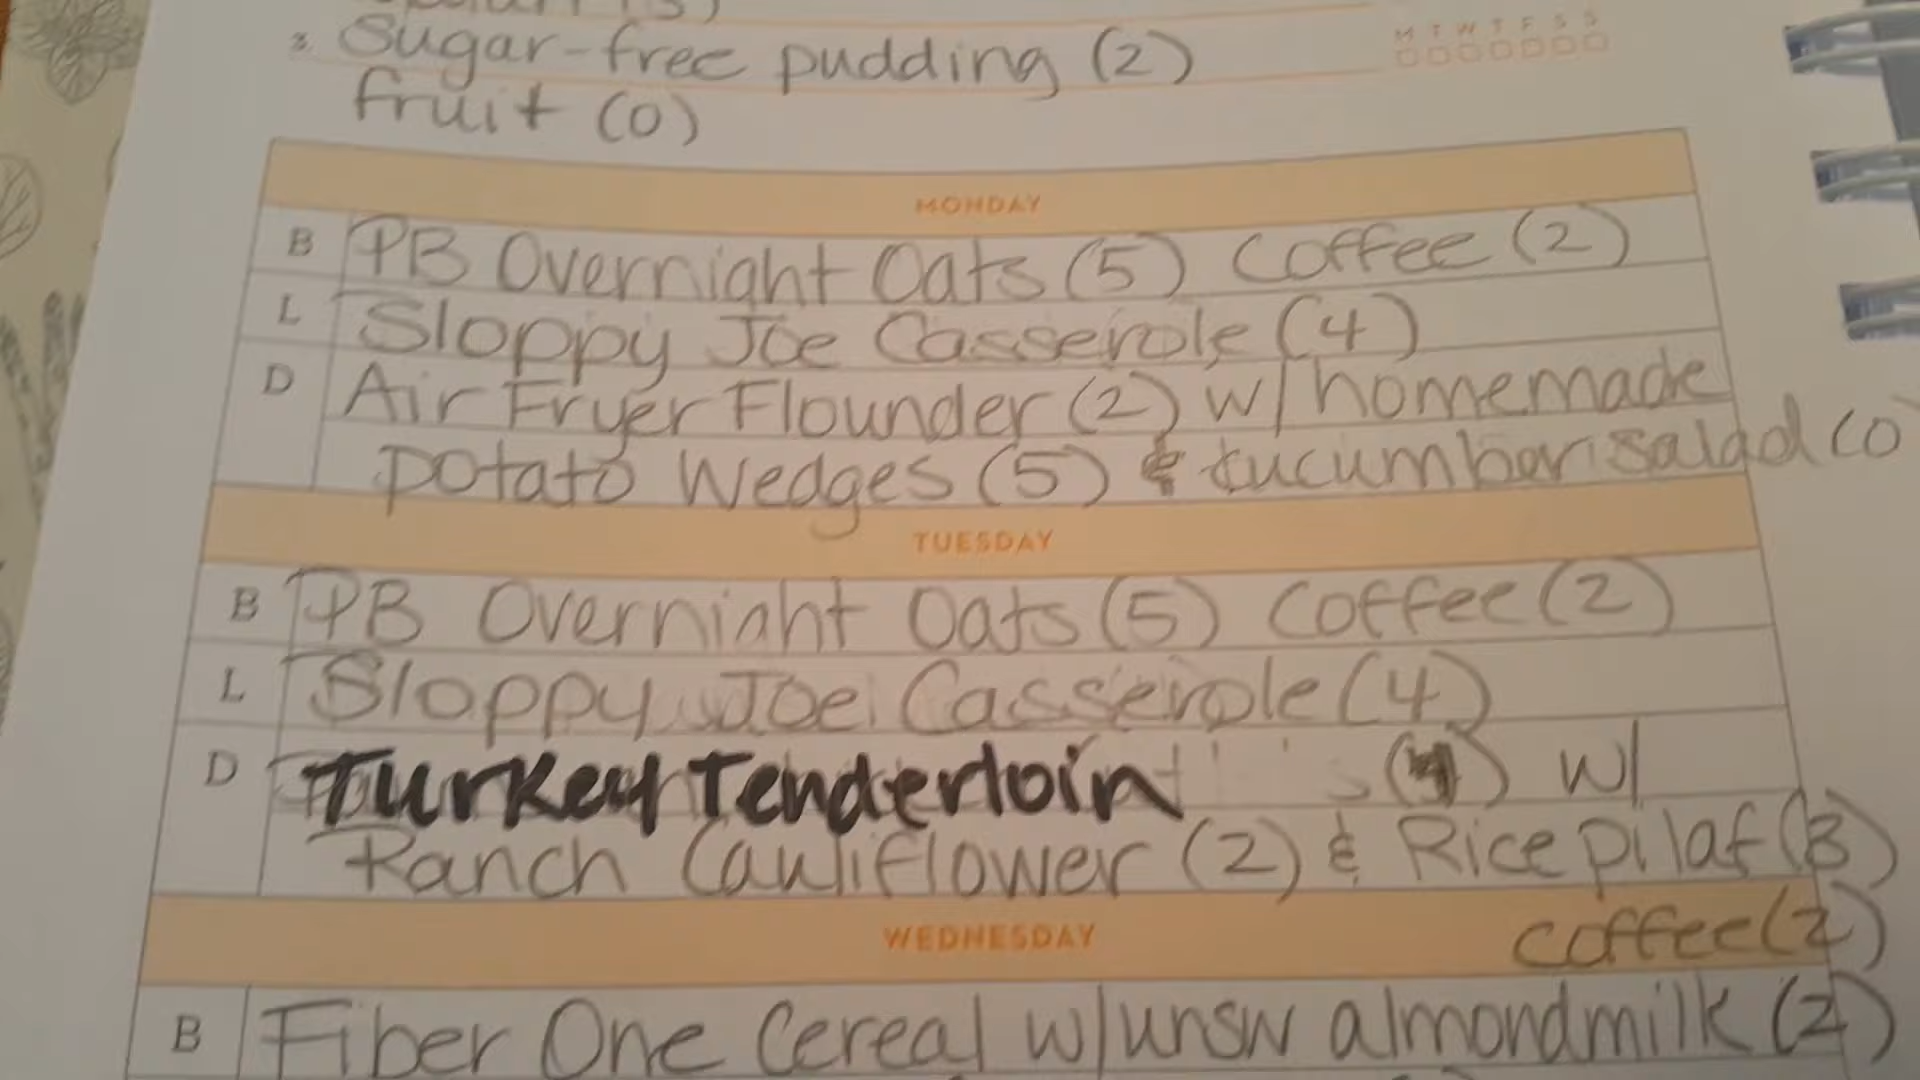 3. Sugar-free pudding (2)
fruit (0)
M T W T F S S
MONDAY
B PB Overnight Oats (5) Coffee (2)
L Sloppy Joe Casserole (4)
D Air Fryer Flounder (2) w/ homemade
potato Wedges (5) & cucumber salad (0
TUESDAY
B PB Overnight Oats (5) Coffee (2)
L Sloppy Joe Casserole (4)
D Turkey Tenderloin w/
Ranch Cauliflower (2) & Rice pilaf (3)
WEDNESDAY coffee (2)
B Fiber One Cereal w/unsw almondmilk (2)